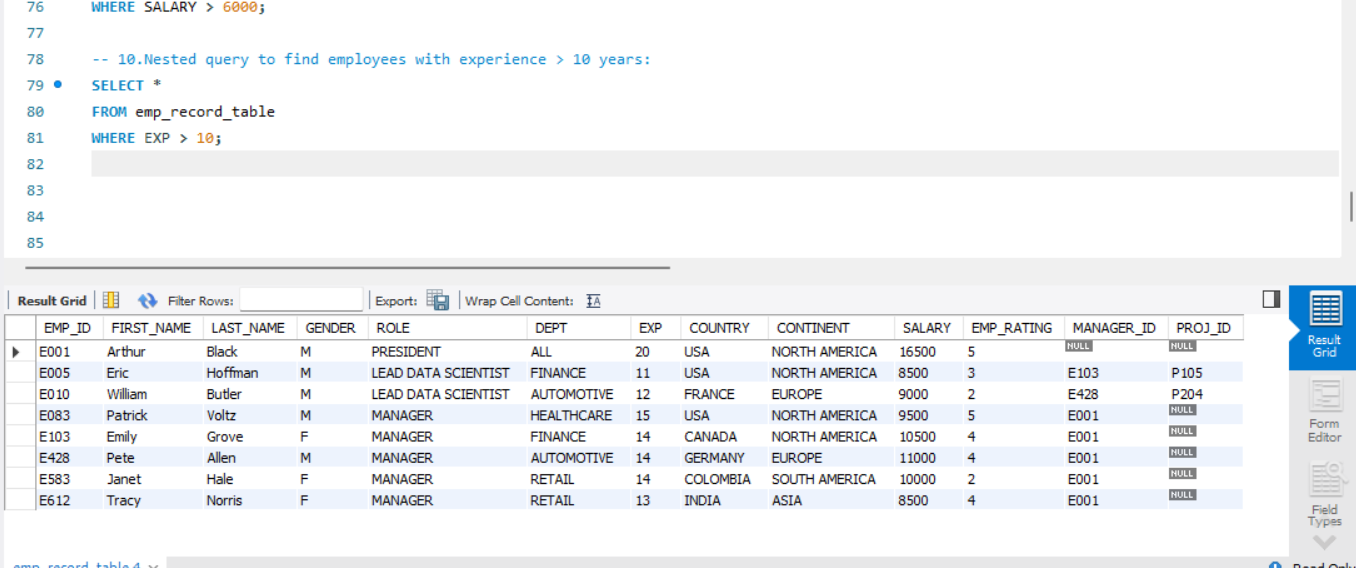 76 WHERE SALARY > 6000;
77
78 -- 10.Nested query to find employees with experience > 10 years:
79 SELECT *
80 FROM emp_record_table
81 WHERE EXP > 10;
82
83
84
85
Result Grid Filter Rows: Export: Wrap Cell Content: IA
EMP_ID FIRST_NAME LAST_NAME GENDER ROLE DEPT EXP COUNTRY CONTINENT SALARY EMP_RATING MANAGER_ID PROJ_ID
E001 Arthur Black M PRESIDENT ALL 20 USA NORTH AMERICA 16500 5 NULL NULL
E005 Eric Hoffman M LEAD DATA SCIENTIST FINANCE 11 USA NORTH AMERICA 8500 3 E103 P105
E010 William Butler M LEAD DATA SCIENTIST AUTOMOTIVE 12 FRANCE EUROPE 9000 2 E428 P204
E083 Patrick Voltz M MANAGER HEALTHCARE 15 USA NORTH AMERICA 9500 5 E001 NULL
E103 Emily Grove F MANAGER FINANCE 14 CANADA NORTH AMERICA 10500 4 E001 NULL
E428 Pete Allen M MANAGER AUTOMOTIVE 14 GERMANY EUROPE 11000 4 E001 NULL
E583 Janet Hale F MANAGER RETAIL 14 COLOMBIA SOUTH AMERICA 10000 2 E001 NULL
E612 Tracy Norris F MANAGER RETAIL 13 INDIA ASIA 8500 4 E001 NULL
Result
Grid
Form
Editor
Field
Types
emp_record_table 4
Read Only